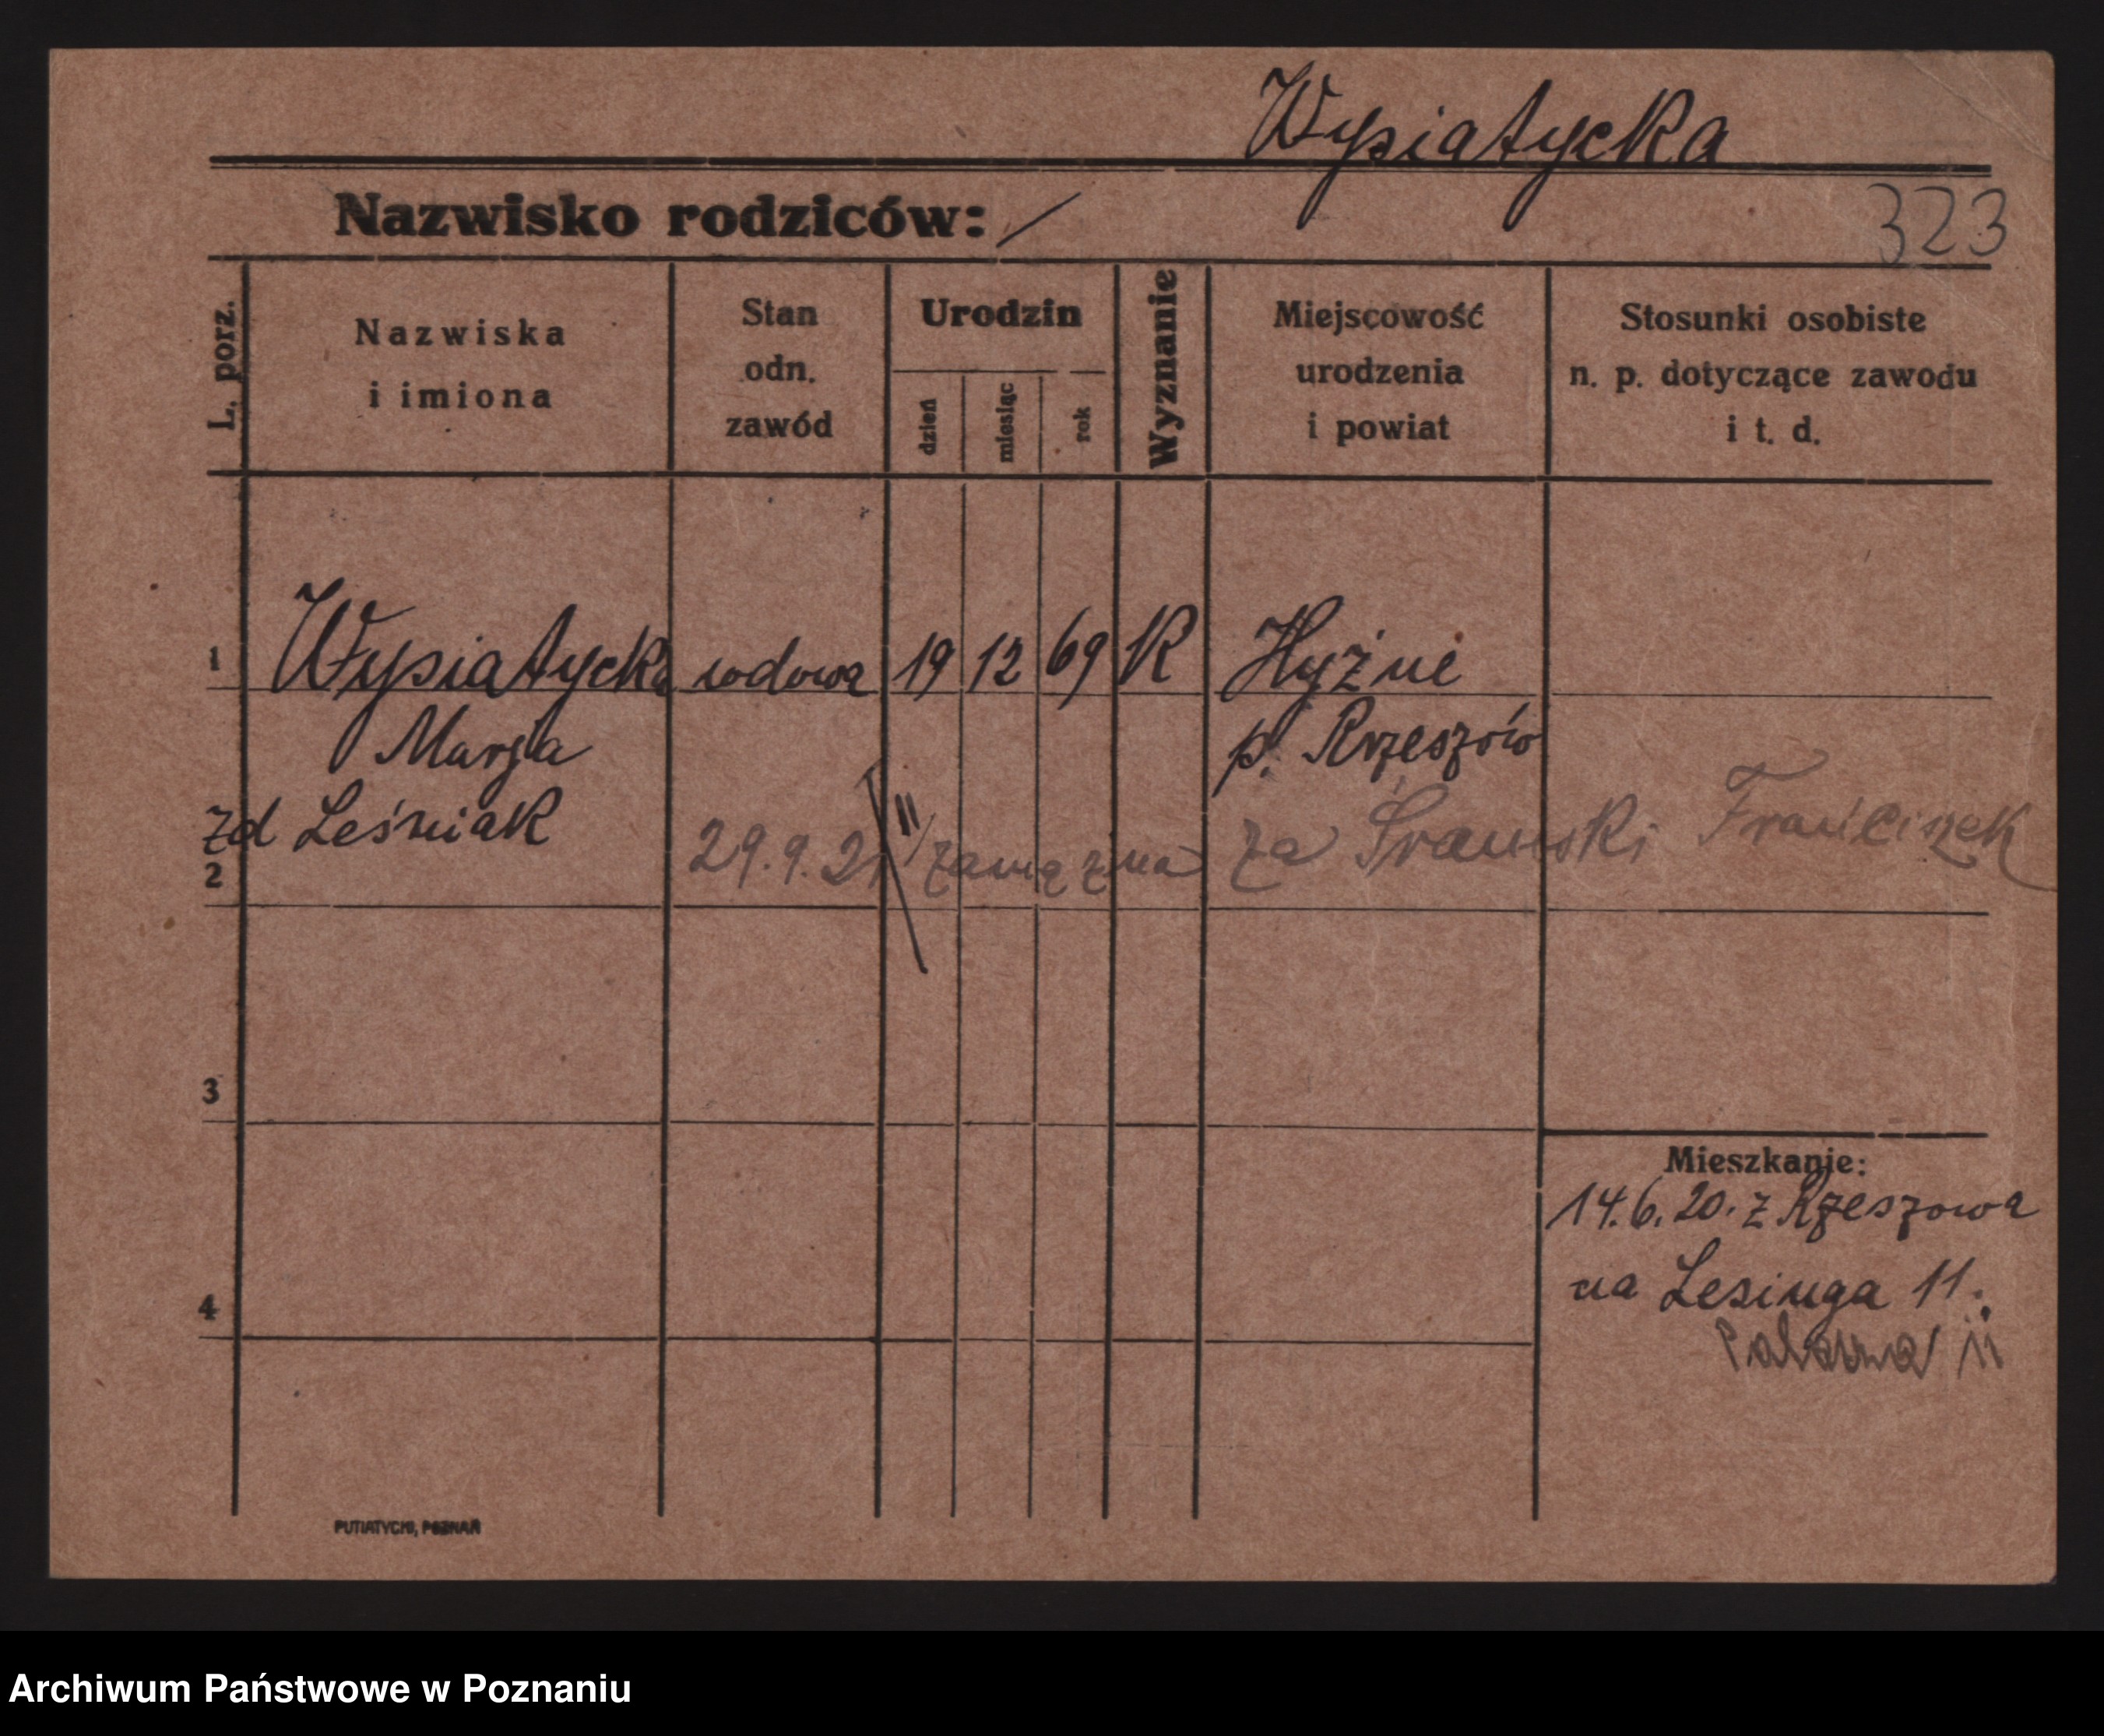 Wysiatycka
Nazwisko rodziców: /
323
L. porz.
Nazwiska
i imiona
Stan
odn.
zawód
Urodzin
dzień
miesiąc
rok
Wyznanie
Miejscowość
urodzenia
i powiat
Stosunki osobiste
n. p. dotyczące zawodu
i t. d.
1 Wysiatycka wdowa 19 12 69 K Hyżne
Marja p. Rzeszów
zd Leśniak
2 29.9.21 zamężna za Franciszek
3
Mieszkanie:
14.6.20. z Rzeszowa
na Lesinga 11.
4
PUTIATYCKI, POZNAŃ
Archiwum Państwowe w Poznaniu